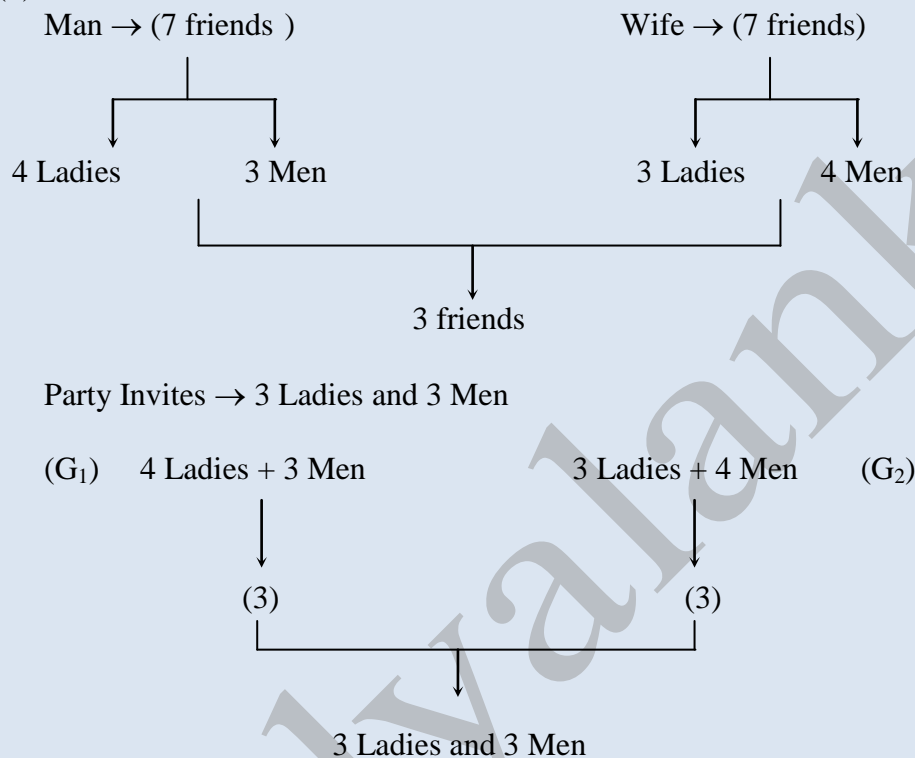 Man → (7 friends ) Wife → (7 friends)
4 Ladies 3 Men 3 Ladies 4 Men
3 friends
Party Invites → 3 Ladies and 3 Men
(G₁) 4 Ladies + 3 Men 3 Ladies + 4 Men (G₂)
(3) (3)
3 Ladies and 3 Men